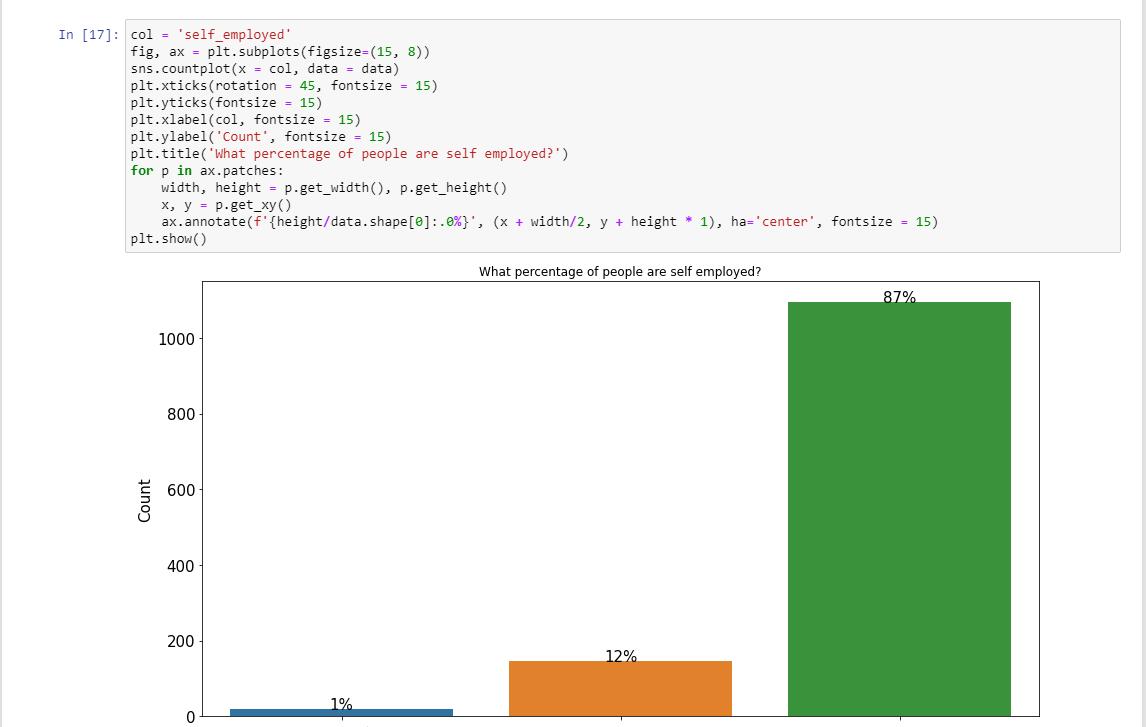 In [17]: col = 'self_employed'
fig, ax = plt.subplots(figsize=(15, 8))
sns.countplot(x = col, data = data)
plt.xticks(rotation = 45, fontsize = 15)
plt.yticks(fontsize = 15)
plt.xlabel(col, fontsize = 15)
plt.ylabel('Count', fontsize = 15)
plt.title('What percentage of people are self employed?')
for p in ax.patches:
    width, height = p.get_width(), p.get_height()
    x, y = p.get_xy()
    ax.annotate(f'{height/data.shape[0]:.0%}', (x + width/2, y + height * 1), ha='center', fontsize = 15)
plt.show()
What percentage of people are self employed?
87%
1000
800
600
Count
400
200
12%
1%
0